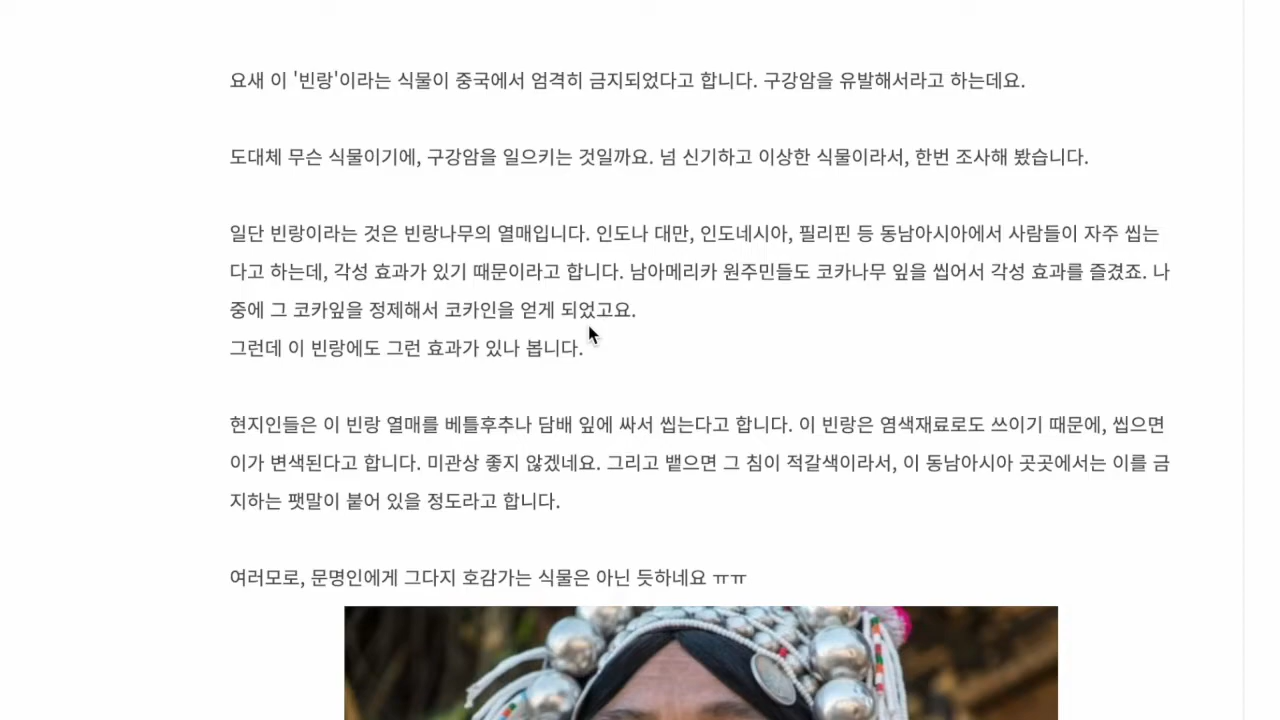 요새 이 '빈랑'이라는 식물이 중국에서 엄격히 금지되었다고 합니다. 구강암을 유발해서라고 하는데요.
도대체 무슨 식물이기에, 구강암을 일으키는 것일까요. 넘 신기하고 이상한 식물이라서, 한번 조사해 봤습니다.
일단 빈랑이라는 것은 빈랑나무의 열매입니다. 인도나 대만, 인도네시아, 필리핀 등 동남아시아에서 사람들이 자주 씹는
다고 하는데, 각성 효과가 있기 때문이라고 합니다. 남아메리카 원주민들도 코카나무 잎을 씹어서 각성 효과를 즐겼죠. 나
중에 그 코카잎을 정제해서 코카인을 얻게 되었고요.
그런데 이 빈랑에도 그런 효과가 있나 봅니다.
현지인들은 이 빈랑 열매를 베틀후추나 담배 잎에 싸서 씹는다고 합니다. 이 빈랑은 염색재료로도 쓰이기 때문에, 씹으면
이가 변색된다고 합니다. 미관상 좋지 않겠네요. 그리고 뱉으면 그 침이 적갈색이라서, 이 동남아시아 곳곳에서는 이를 금
지하는 팻말이 붙어 있을 정도라고 합니다.
여러모로, 문명인에게 그다지 호감가는 식물은 아닌 듯하네요 ㅠㅠ